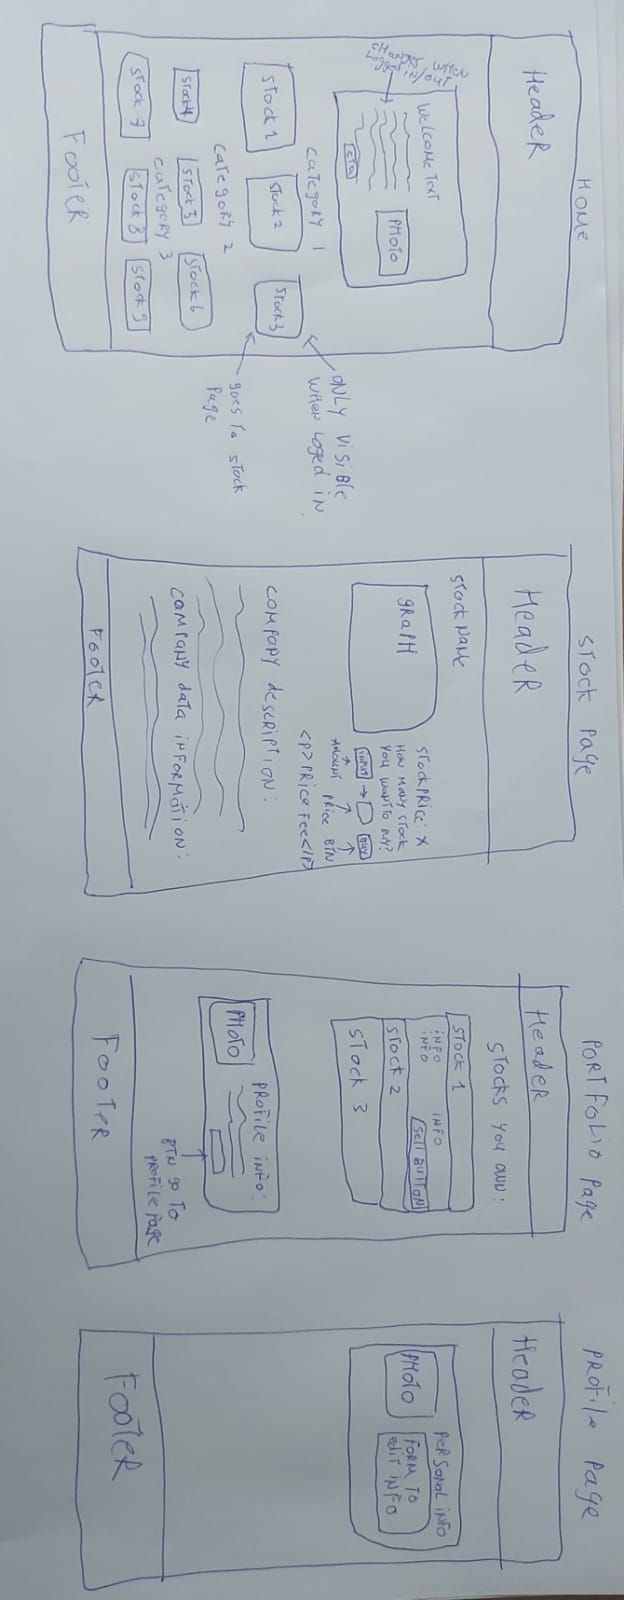 HOME
Header
CHANGES WHEN
LOGGED IN/OUT
WELCOME TEXT
PHOTO
CTA
CATEGORY 1
STOCK 1
STOCK 2
STOCK 3
CATEGORY 2
STOCK 4
STOCK 5
STOCK 6
CATEGORY 3
STOCK 7
STOCK 8
STOCK 9
FOOTER
ONLY VISIBLE
WHEN LOGED IN
goes To stock
Page
STOCK PAGE
HeadeR
STOCK NAME
GRAPH
STOCK PRICE: X
HOW MANY STOCK
YOU WANT TO BUY?
INPUT
BUY
AMOUNT PRICE BTN
<P>PRICE Fee</P>
COMPANY DESCRIPTION:
COMPANY data INFORMATION:
FOOTER
PORTFOLIO Page
HeadeR
STOCKS YOU OWN:
STOCK 1
INFO
INFO
INFO
Sell BUTTON
STOCK 2
STOCK 3
PROFILE INFO:
PHOTO
BTN GO TO
PROFILE PAGE
FOOTER
PROFILE Page
HeadeR
PERSONAL INFO
PHOTO
FORM TO
edit INFO
FOOTER